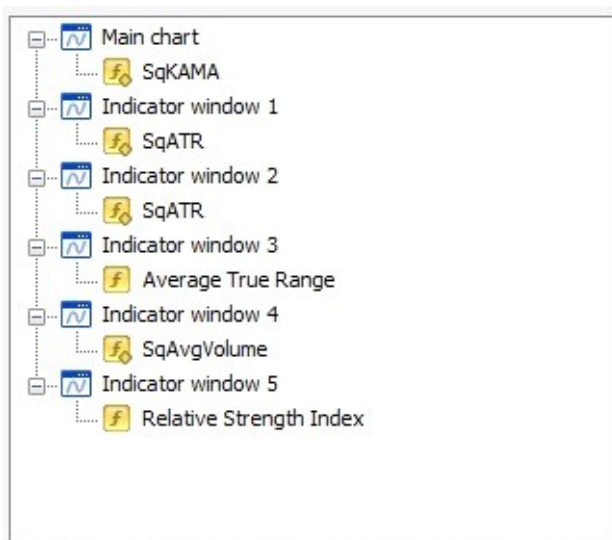 Main chart
SqKAMA
Indicator window 1
SqATR
Indicator window 2
SqATR
Indicator window 3
Average True Range
Indicator window 4
SqAvgVolume
Indicator window 5
Relative Strength Index